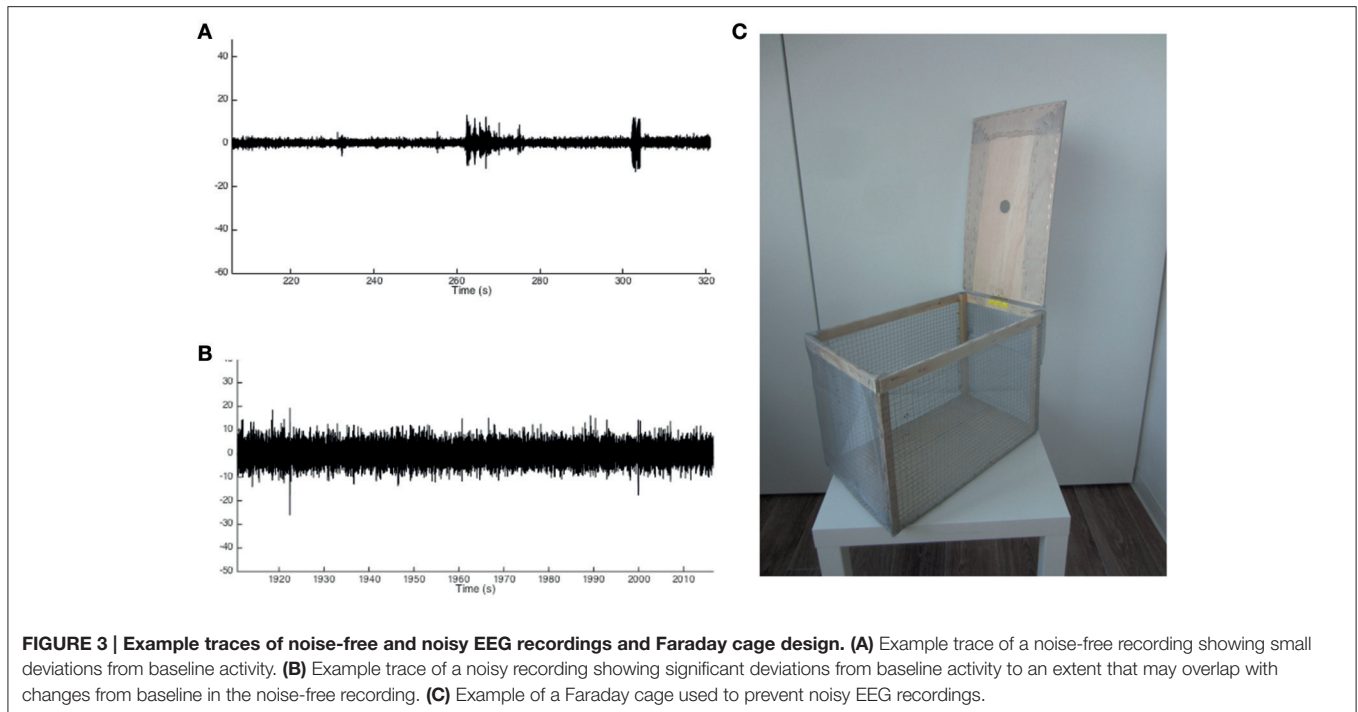 A
40
20
0
-20
-40
-60
220 240 260 280 300 320
Time (s)
B
30
20
10
0
-10
-20
-30
-40
-50
1920 1930 1940 1950 1960 1970 1980 1990 2000 2010
Time (s)
C
FIGURE 3 | Example traces of noise-free and noisy EEG recordings and Faraday cage design. (A) Example trace of a noise-free recording showing small
deviations from baseline activity. (B) Example trace of a noisy recording showing significant deviations from baseline activity to an extent that may overlap with
changes from baseline in the noise-free recording. (C) Example of a Faraday cage used to prevent noisy EEG recordings.